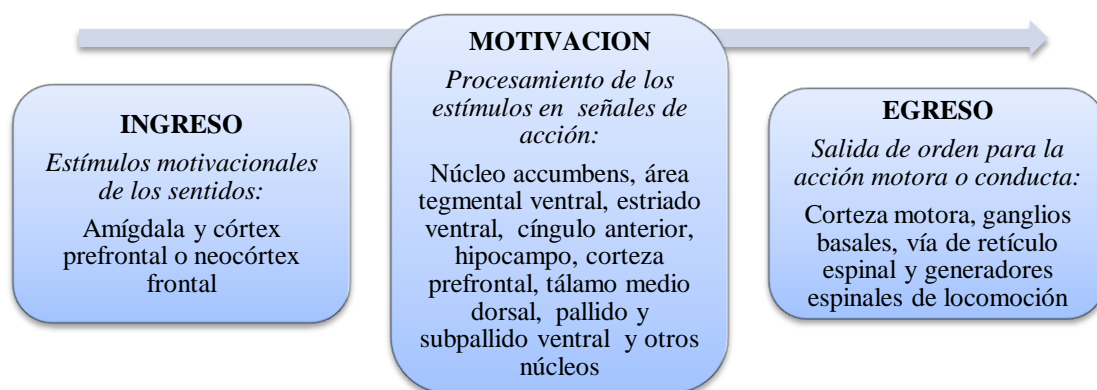 INGRESO
Estímulos motivacionales
de los sentidos:
Amígdala y córtex
prefrontal o neocórtex
frontal
MOTIVACION
Procesamiento de los
estímulos en señales de
acción:
Núcleo accumbens, área
tegmental ventral, estriado
ventral, cíngulo anterior,
hipocampo, corteza
prefrontal, tálamo medio
dorsal, pallido y
subpallido ventral y otros
núcleos
EGRESO
Salida de orden para la
acción motora o conducta:
Corteza motora, ganglios
basales, vía de retículo
espinal y generadores
espinales de locomoción